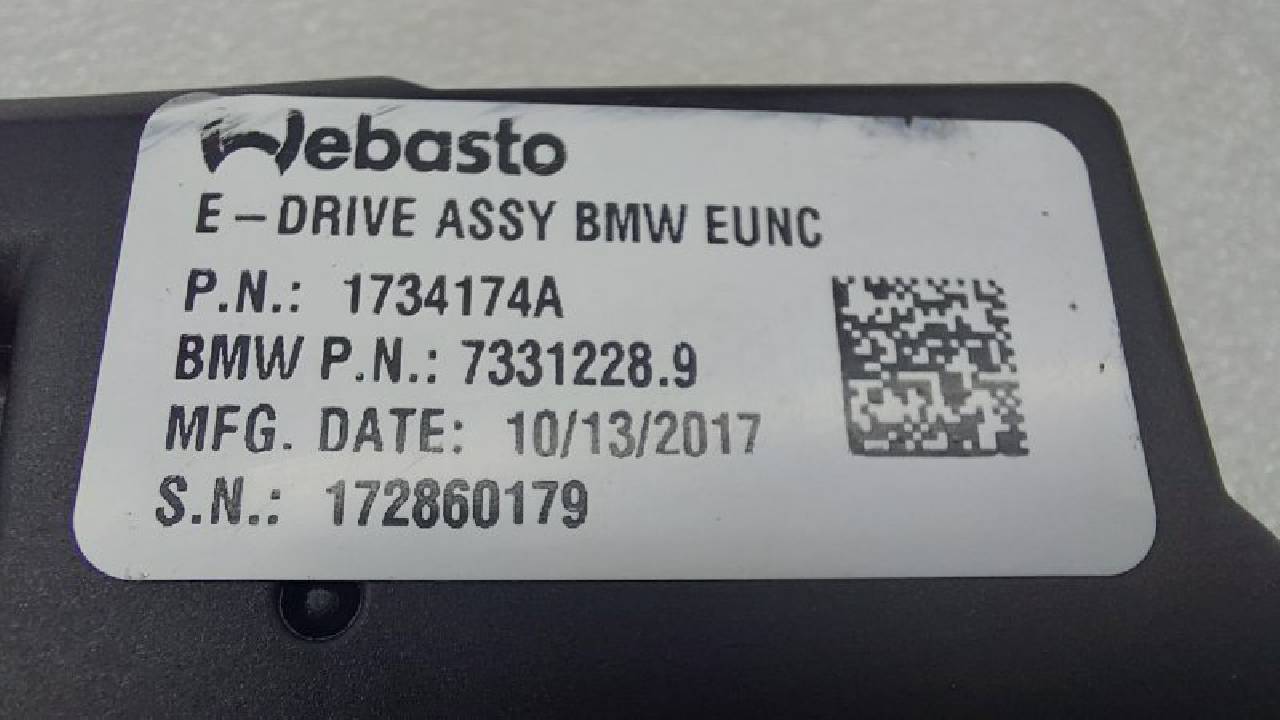 Webasto
E-DRIVE ASSY BMW EUNC
P.N.: 1734174A
BMW P.N.: 7331228.9
MFG. DATE: 10/13/2017
S.N.: 172860179